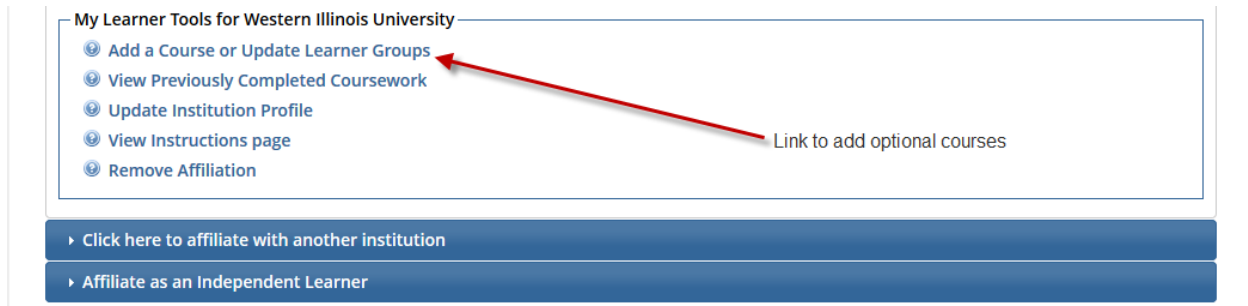 My Learner Tools for Western Illinois University
Add a Course or Update Learner Groups
View Previously Completed Coursework
Update Institution Profile
View Instructions page
Link to add optional courses
Remove Affiliation
Click here to affiliate with another institution
Affiliate as an Independent Learner